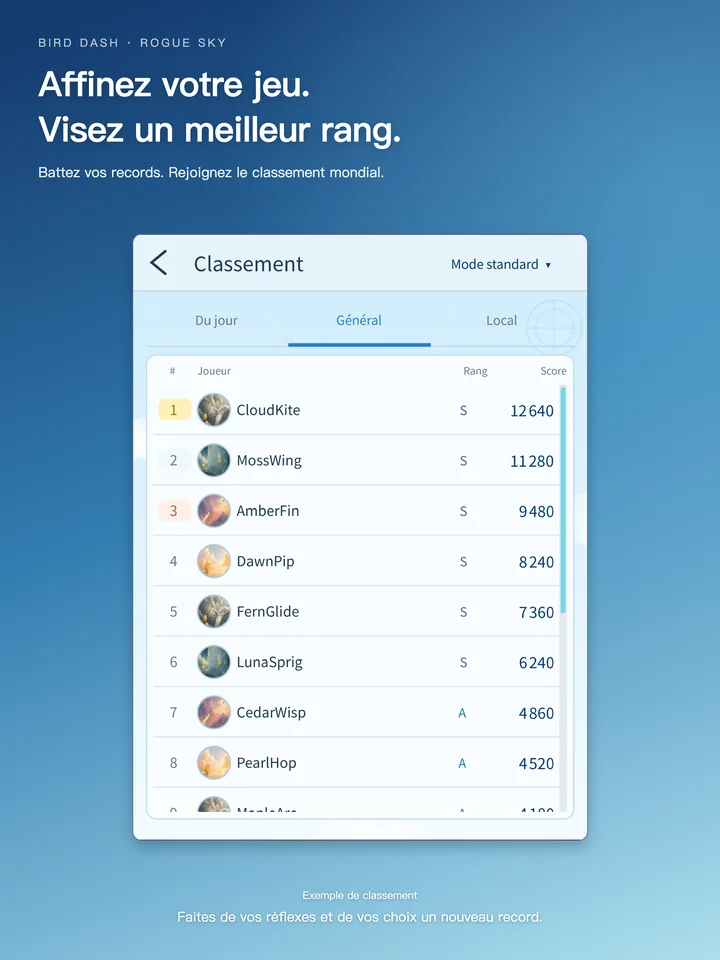 BIRD DASH · ROGUE SKY
Affinez votre jeu.
Visez un meilleur rang.
Battez vos records. Rejoignez le classement mondial.
Classement
Mode standard ▾
Du jour Général Local
# Joueur Rang Score
1 CloudKite S 12 640
2 MossWing S 11 280
3 AmberFin S 9 480
4 DawnPip S 8 240
5 FernGlide S 7 360
6 LunaSprig S 6 240
7 CedarWisp A 4 860
8 PearlHop A 4 520
Exemple de classement
Faites de vos réflexes et de vos choix un nouveau record.